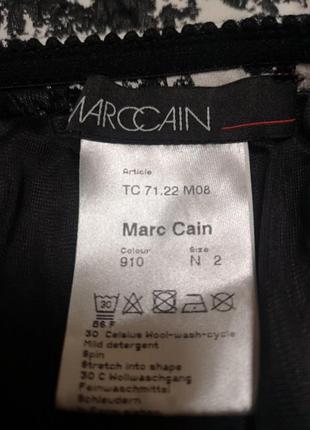 MARCCAIN
Article
TC 71.22 M08
Marc Cain
Colour Size
910 N 2
30
86 F
30 Celsius Wool-wash-cycle
Mild detergent
Spin
Stretch into shape
30 C Wollwaschgang
Feinwaschmittel
Schleudern